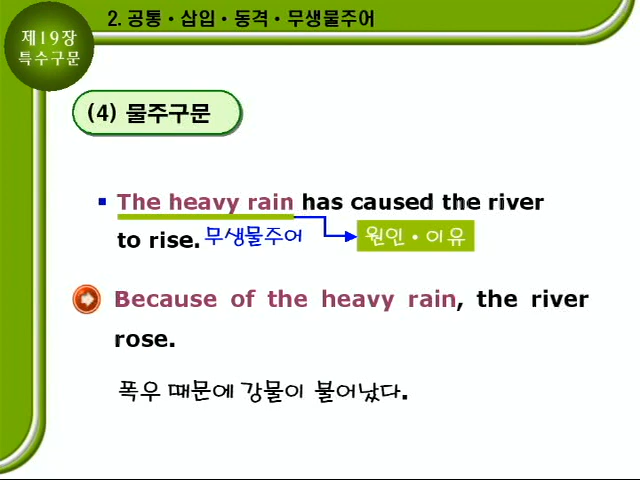 2. 공통·삽입·동격·무생물주어
제19장
특수구문
(4) 물주구문
The heavy rain has caused the river
to rise. 무생물주어 원인·이유
Because of the heavy rain, the river
rose.
폭우 때문에 강물이 불어났다.